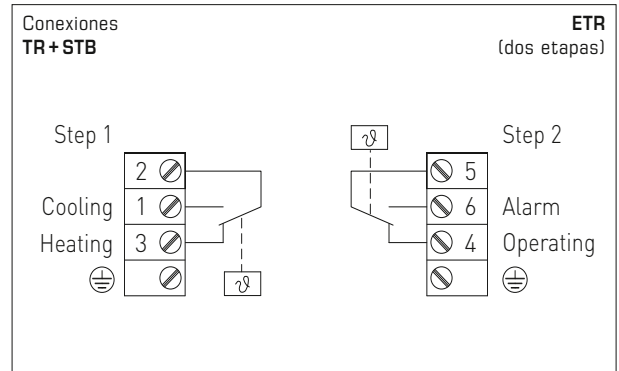 Conexiones
TR+STB
ETR
(dos etapas)
Step 1
2
Cooling 1
Heating 3
ϑ
ϑ
Step 2
5
6 Alarm
4 Operating